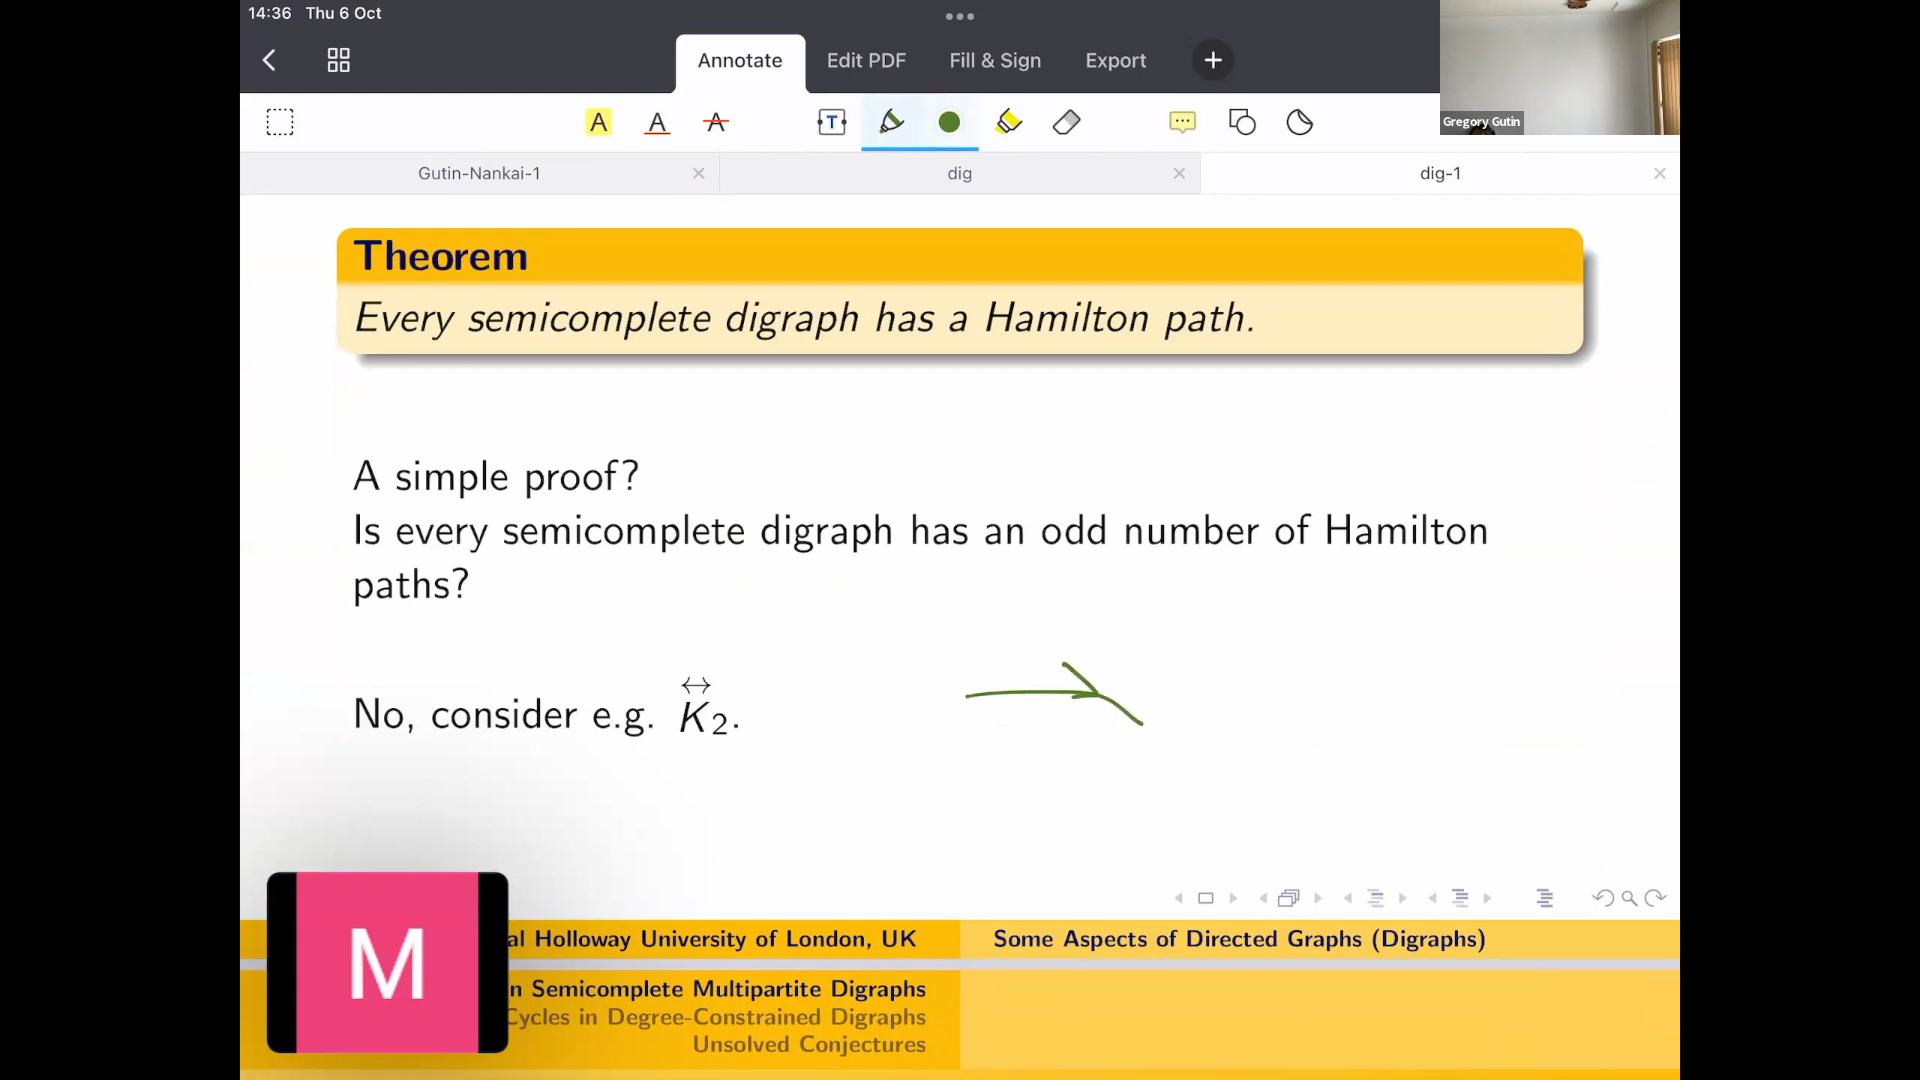 14:36 Thu 6 Oct
Annotate Edit PDF Fill & Sign Export
A A A T
Gregory Gutin
Gutin-Nankai-1 dig dig-1
Theorem
Every semicomplete digraph has a Hamilton path.
A simple proof?
Is every semicomplete digraph has an odd number of Hamilton
paths?
No, consider e.g. K↔2.
al Holloway University of London, UK Some Aspects of Directed Graphs (Digraphs)
n Semicomplete Multipartite Digraphs
Cycles in Degree-Constrained Digraphs
Unsolved Conjectures
M